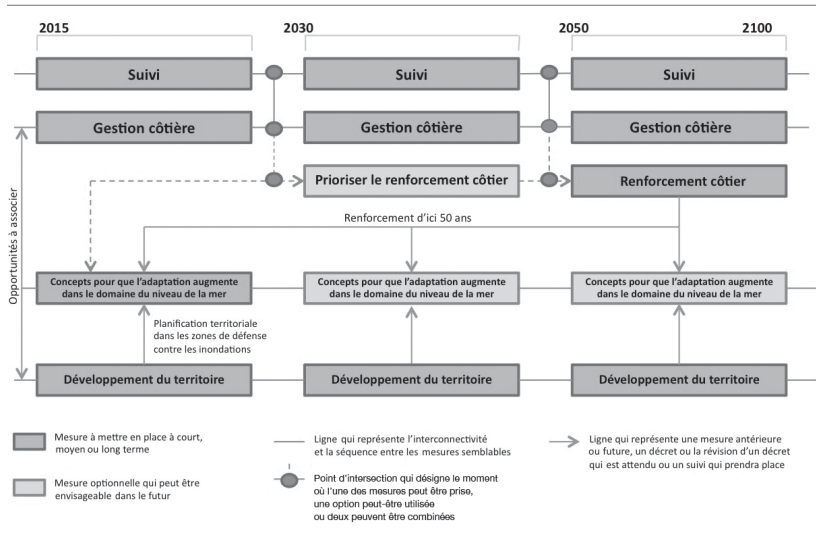 2015 2030 2050 2100
Suivi Suivi Suivi
Gestion côtière Gestion côtière Gestion côtière
Opportunités à associer
Prioriser le renforcement côtier Renforcement côtier
Renforcement d'ici 50 ans
Concepts pour que l'adaptation augmente
dans le domaine du niveau de la mer
Concepts pour que l'adaptation augmente
dans le domaine du niveau de la mer
Concepts pour que l'adaptation augmente
dans le domaine du niveau de la mer
Planification territoriale
dans les zones de défense
contre les inondations
Développement du territoire Développement du territoire Développement du territoire
Mesure à mettre en place à court,
moyen ou long terme
Mesure optionnelle qui peut être
envisageable dans le futur
Ligne qui représente l'interconnectivité
et la séquence entre les mesures semblables
Point d'intersection qui désigne le moment
où l'une des mesures peut être prise,
une option peut-être utilisée
ou deux peuvent être combinées
Ligne qui représente une mesure antérieure
ou future, un décret ou la révision d'un décret
qui est attendu ou un suivi qui prendra place